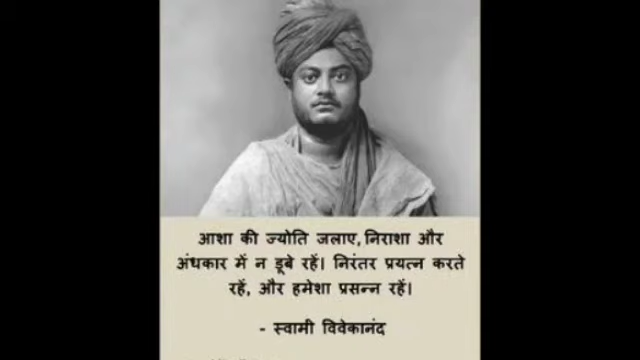 आशा की ज्योति जलाए, निराशा और
अंधकार में न डूबे रहें। निरंतर प्रयत्न करते
रहें, और हमेशा प्रसन्न रहें।
- स्वामी विवेकानंद